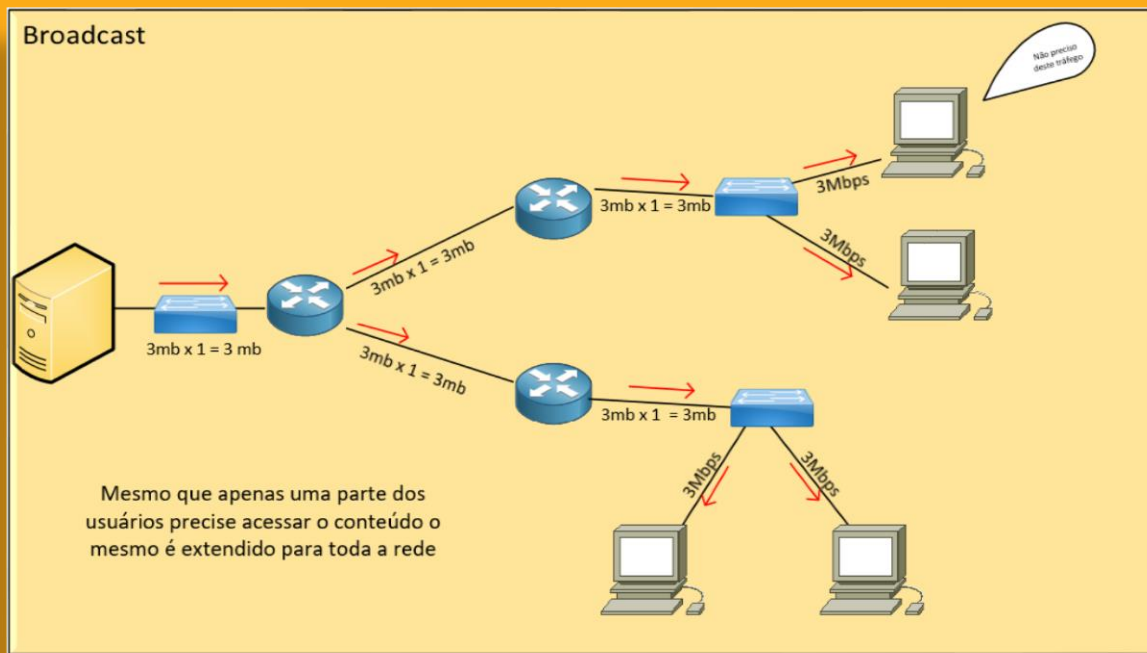 Broadcast
Não preciso
deste tráfego
3Mbps
3mb x 1 = 3mb
3Mbps
3mb x 1 = 3mb
3mb x 1 = 3 mb
3mb x 1 = 3mb
3mb x 1  = 3mb
3Mbps
3Mbps
Mesmo que apenas uma parte dos
usuários precise acessar o conteúdo o
mesmo é extendido para toda a rede